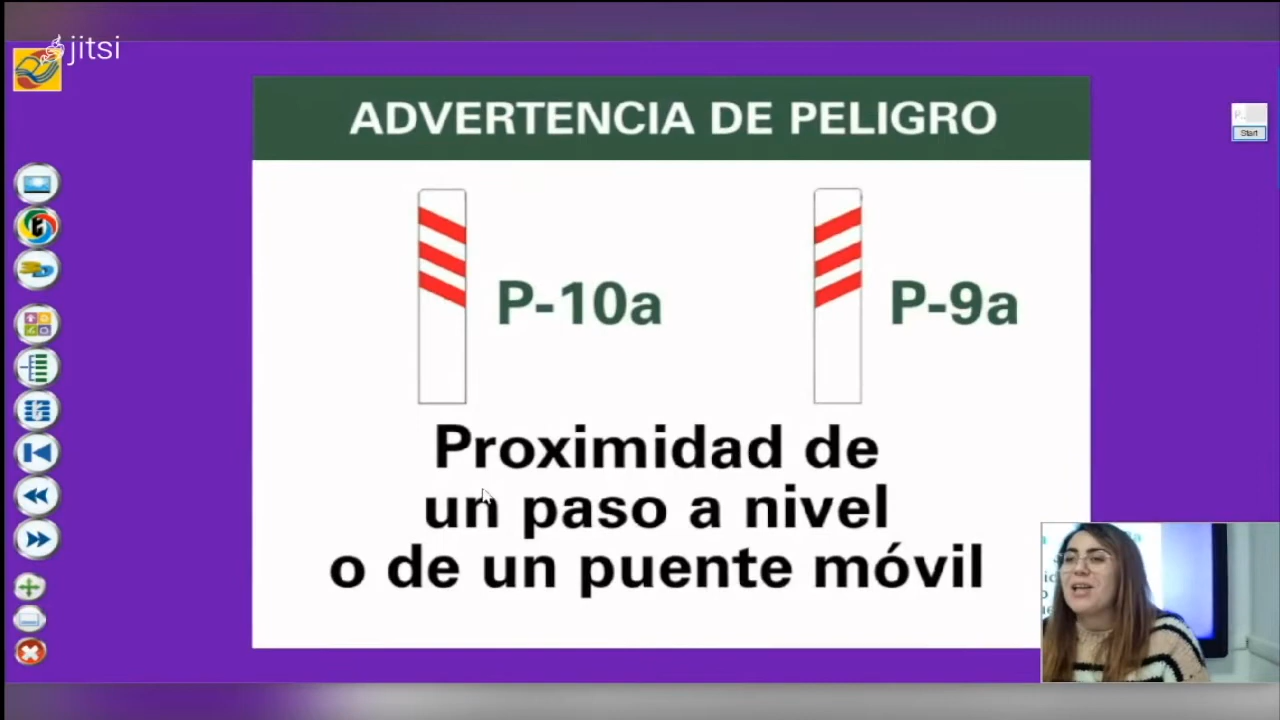 jitsi
ADVERTENCIA DE PELIGRO
P-10a
P-9a
Proximidad de
un paso a nivel
o de un puente móvil
Start